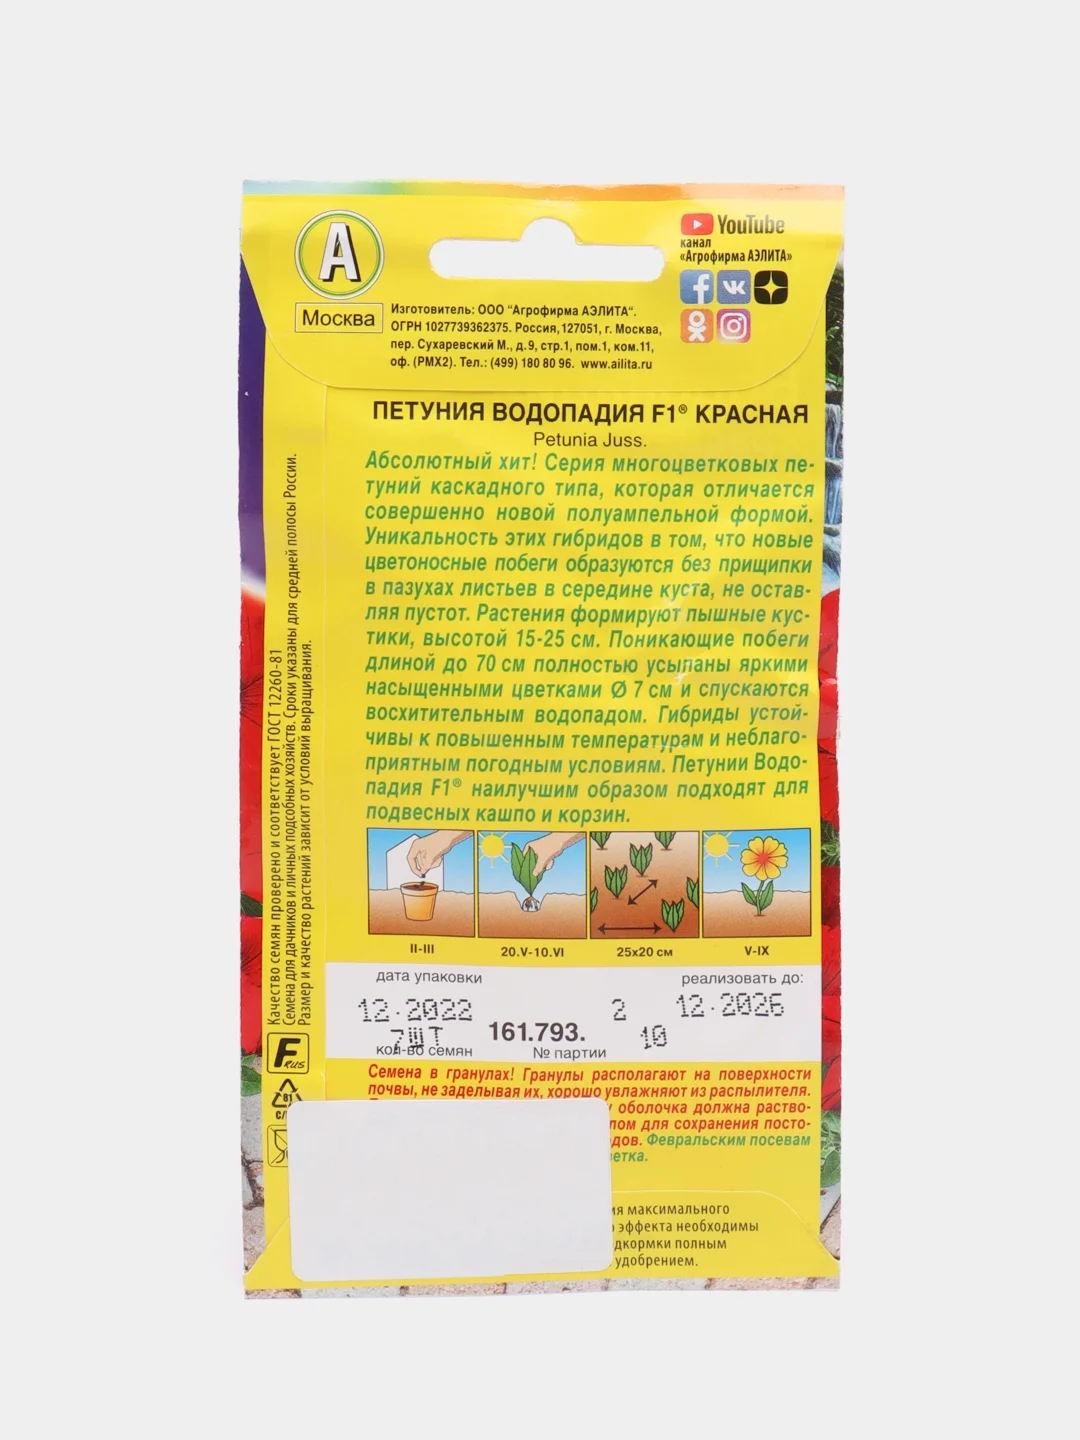 A
Москва
YouTube
канал
«Агрофирма АЭЛИТА»
Изготовитель: ООО "Агрофирма АЭЛИТА".
ОГРН 1027739362375. Россия,127051, г. Москва,
пер. Сухаревский М., д.9, стр.1, пом.1, ком.11,
оф. (РМХ2). Тел.: (499) 180 80 96. www.ailita.ru
ПЕТУНИЯ ВОДОПАДИЯ F1® КРАСНАЯ
Petunia Juss.
Абсолютный хит! Серия многоцветковых пе-
туний каскадного типа, которая отличается
совершенно новой полуампельной формой.
Уникальность этих гибридов в том, что новые
цветоносные побеги образуются без прищипки
в пазухах листьев в середине куста, не остав-
ляя пустот. Растения формируют пышные кус-
тики, высотой 15-25 см. Поникающие побеги
длиной до 70 см полностью усыпаны яркими
насыщенными цветками Ø 7 см и спускаются
восхитительным водопадом. Гибриды устой-
чивы к повышенным температурам и неблаго-
приятным погодным условиям. Петунии Водо-
падия F1® наилучшим образом подходят для
подвесных кашпо и корзин.
II-III
20.V-10.VI
25x20 см
V-IX
дата упаковки
реализовать до:
12.2022
2
12.2026
7ШТ
161.793.
10
кол-во семян
№ партии
Семена в гранулах! Гранулы располагают на поверхности
почвы, не заделывая их, хорошо увлажняют из распылителя.
у оболочка должна раство-
лом для сохранения посто-
дов. Февральским посевам
етка.
ия максимального
о эффекта необходимы
дкормки полным
удобрением.
Качество семян проверено и соответствует ГОСТ 12260-81
Семена для дачников и личных подсобных хозяйств. Сроки указаны для средней полосы России.
Размер и качество растений зависит от условий выращивания.
F RUS
81
C/